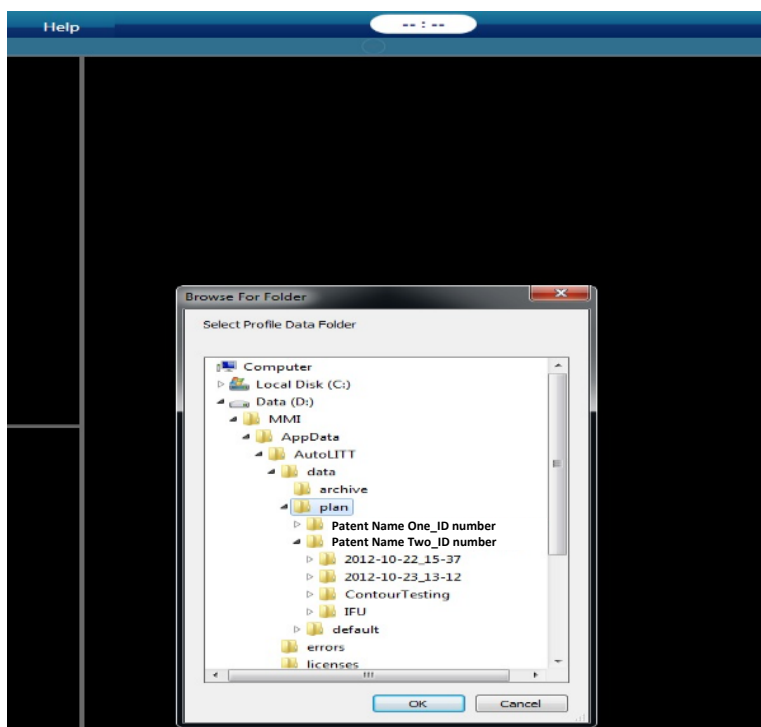 Help
-- : --
Browse For Folder
Select Profile Data Folder
Computer
Local Disk (C:)
Data (D:)
MMI
AppData
AutoLITT
data
archive
plan
Patent Name One_ID number
Patent Name Two_ID number
2012-10-22_15-37
2012-10-23_13-12
ContourTesting
IFU
default
errors
licenses
OK Cancel